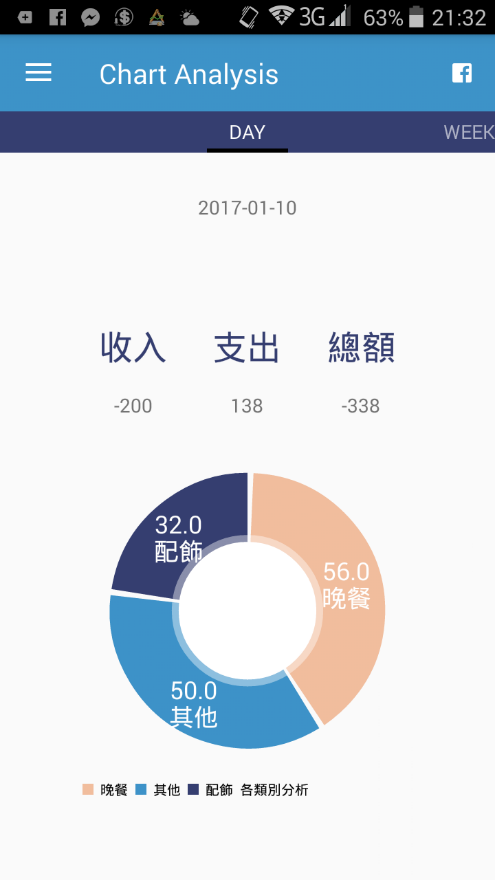 3G 63% 21:32
Chart Analysis
DAY WEEK
2017-01-10
收入 支出 總額
-200 138 -338
32.0
配飾
56.0
晚餐
50.0
其他
晚餐 其他 配飾 各類別分析